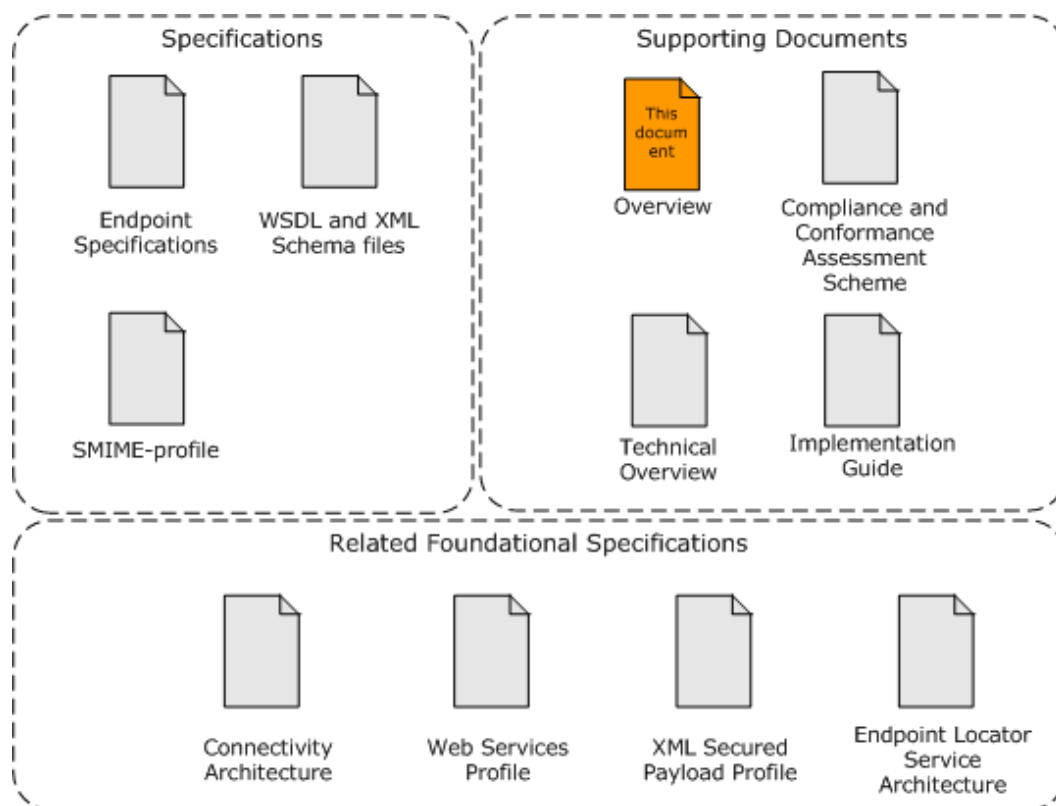 Specifications
Endpoint
Specifications
WSDL and XML
Schema files
SMIME-profile
Supporting Documents
This
docum
ent
Overview
Compliance and
Conformance
Assessment
Scheme
Technical
Overview
Implementation
Guide
Related Foundational Specifications
Connectivity
Architecture
Web Services
Profile
XML Secured
Payload Profile
Endpoint Locator
Service
Architecture